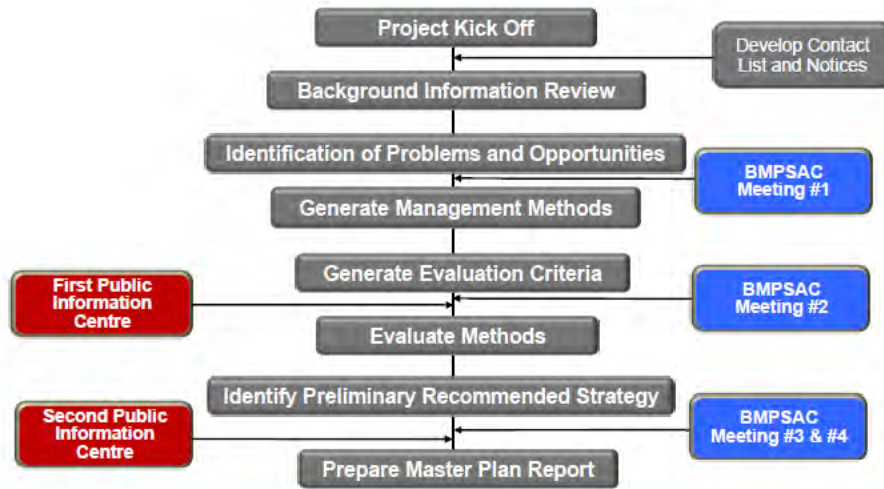 Project Kick Off
Develop Contact
List and Notices
Background Information Review
Identification of Problems and Opportunities
BMPSAC
Meeting #1
Generate Management Methods
Generate Evaluation Criteria
First Public
Information
Centre
BMPSAC
Meeting #2
Evaluate Methods
Identify Preliminary Recommended Strategy
Second Public
Information
Centre
BMPSAC
Meeting #3 & #4
Prepare Master Plan Report